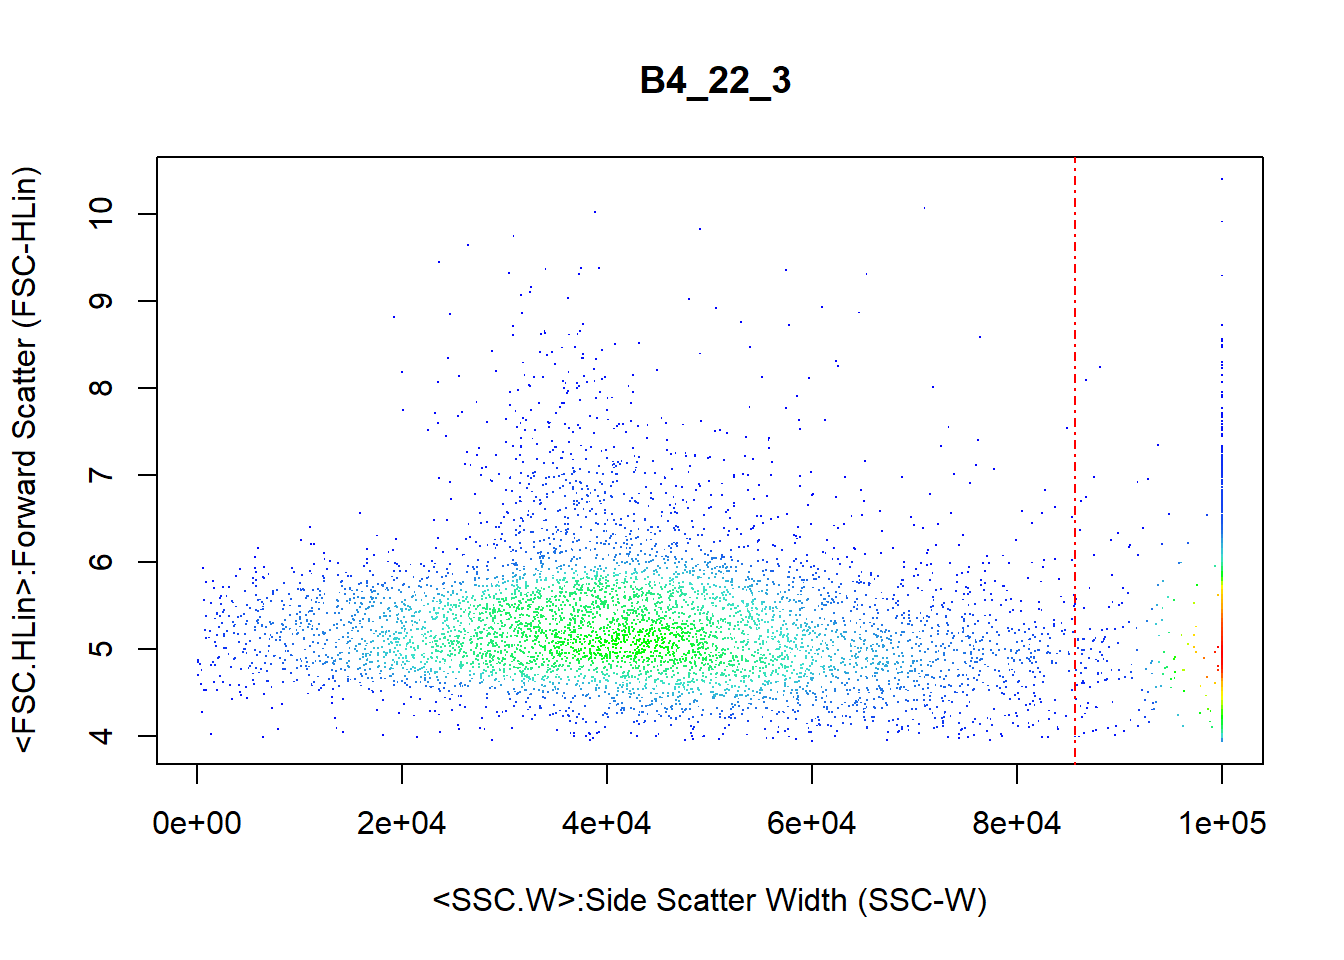 B4_22_3
<FSC.HLin>:Forward Scatter (FSC-HLin)
10
9
8
7
6
5
4
0e+00 2e+04 4e+04 6e+04 8e+04 1e+05
<SSC.W>:Side Scatter Width (SSC-W)